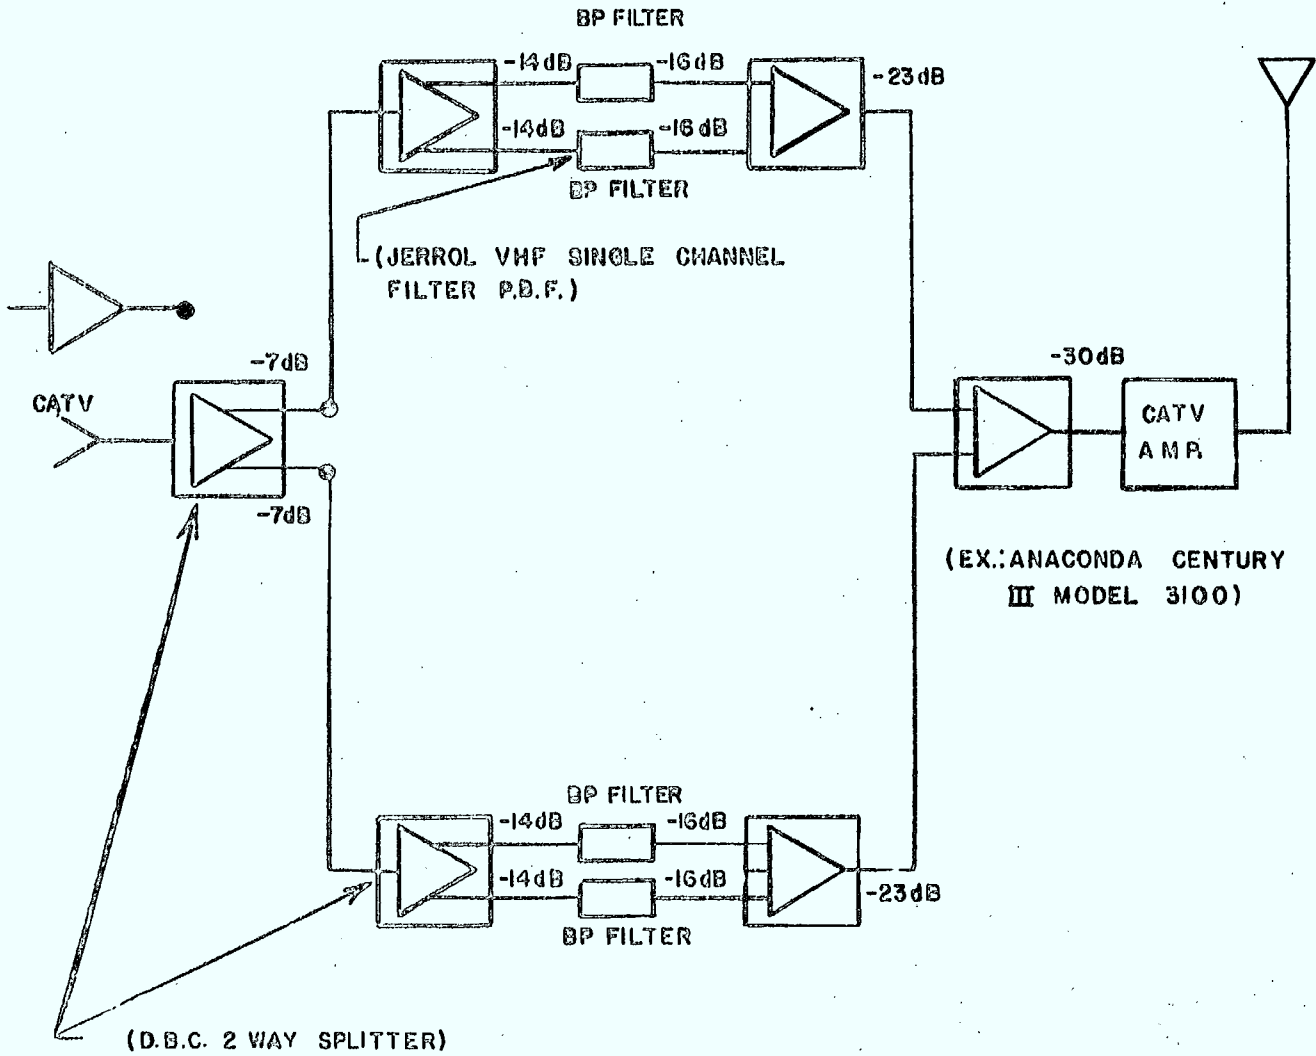 BP FILTER
-14dB
-16dB
-23dB
-14dB
-16dB
BP FILTER
(JERROL VHF SINGLE CHANNEL
FILTER P.B.F.)
-7dB
-30dB
CATV
CATV
AMP.
-7dB
(EX.: ANACONDA CENTURY
III MODEL 3100)
BP FILTER
-14dB
-16dB
-14dB
-16dB
-23dB
BP FILTER
(D.B.C. 2 WAY SPLITTER)